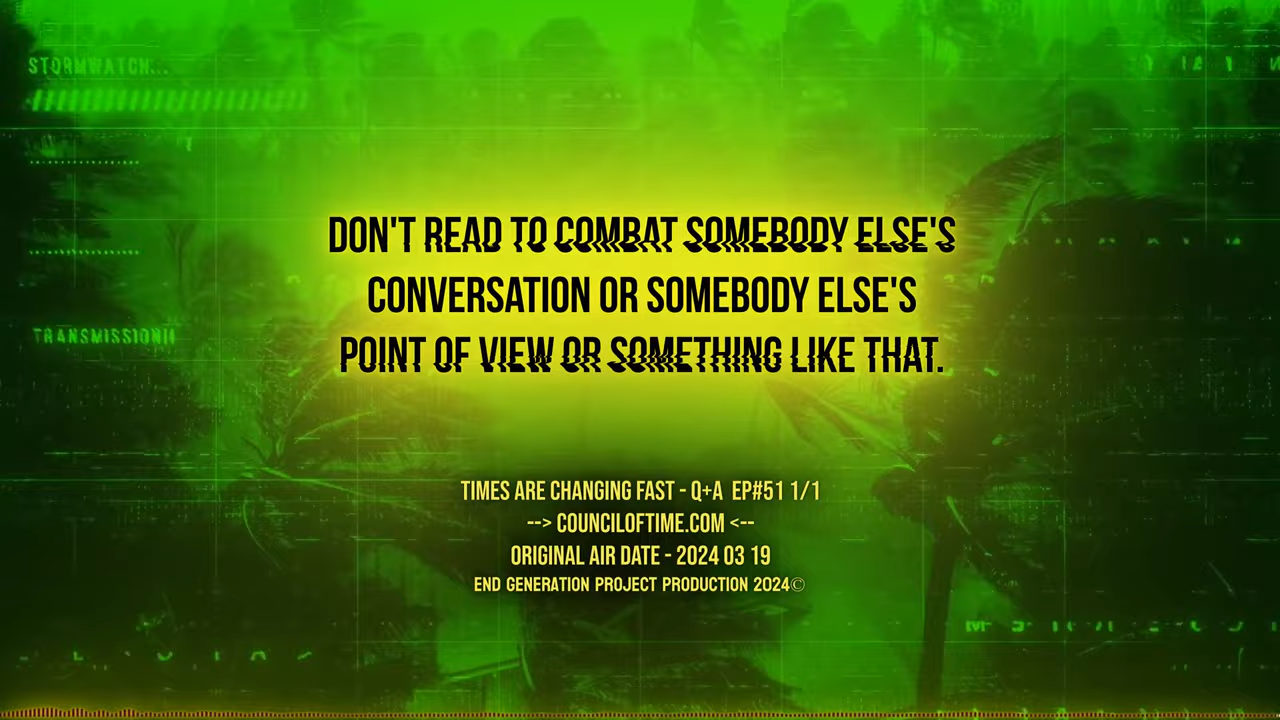 STORMWATCH...
DON'T READ TO COMBAT SOMEBODY ELSE'S
CONVERSATION OR SOMEBODY ELSE'S
POINT OF VIEW OR SOMETHING LIKE THAT.
TIMES ARE CHANGING FAST - Q+A EP#51 1/1
--> COUNCILOFTIME.COM <--
ORIGINAL AIR DATE - 2024 03 19
END GENERATION PROJECT PRODUCTION 2024©